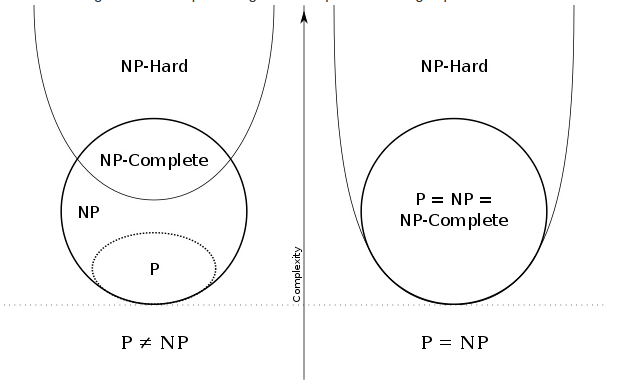 NP-Hard
NP-Complete
NP
P
P ≠ NP
Complexity
NP-Hard
P = NP =
NP-Complete
P = NP